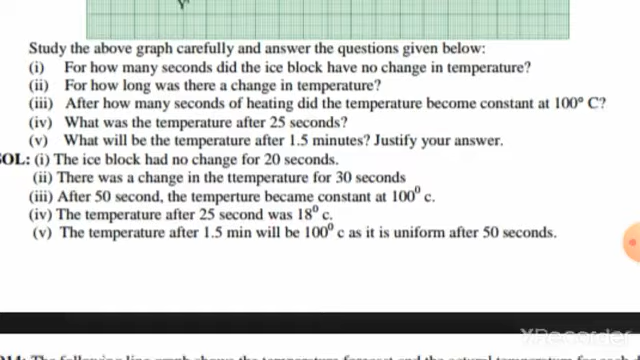 Study the above graph carefully and answer the questions given below:
(i) For how many seconds did the ice block have no change in temperature?
(ii) For how long was there a change in temperature?
(iii) After how many seconds of heating did the temperature become constant at 100° C?
(iv) What was the temperature after 25 seconds?
(v) What will be the temperature after 1.5 minutes? Justify your answer.
SOL: (i) The ice block had no change for 20 seconds.
(ii) There was a change in the ttemperature for 30 seconds
(iii) After 50 second, the temperture became constant at 100⁰ c.
(iv) The temperature after 25 second was 18⁰ c.
(v) The temperature after 1.5 min will be 100⁰ c as it is uniform after 50 seconds.
XRecorder